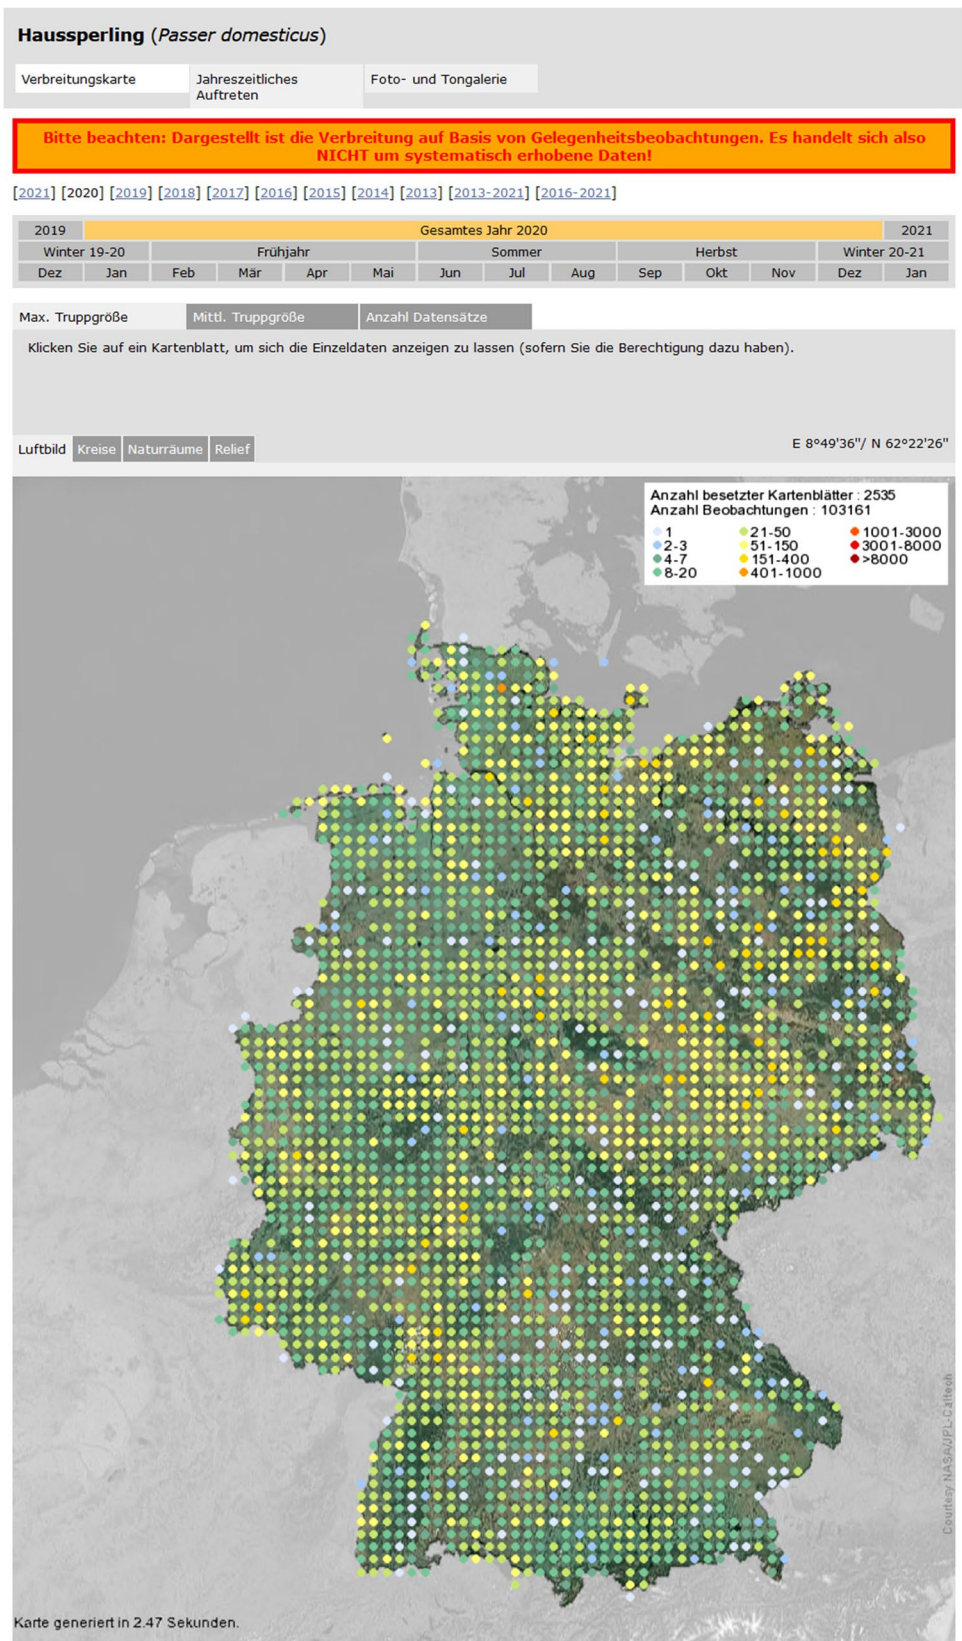 Haussperling (Passer domesticus)
Verbreitungskarte
Jahreszeitliches
Auftreten
Foto- und Tongalerie
Bitte beachten: Dargestellt ist die Verbreitung auf Basis von Gelegenheitsbeobachtungen. Es handelt sich also
NICHT um systematisch erhobene Daten!
[2021] [2020] [2019] [2018] [2017] [2016] [2015] [2014] [2013] [2013-2021] [2016-2021]
2019 Gesamtes Jahr 2020 2021
Winter 19-20 Frühjahr Sommer Herbst Winter 20-21
Dez Jan Feb Mär Apr Mai Jun Jul Aug Sep Okt Nov Dez Jan
Max. Truppgröße Mittl. Truppgröße Anzahl Datensätze
Klicken Sie auf ein Kartenblatt, um sich die Einzeldaten anzeigen zu lassen (sofern Sie die Berechtigung dazu haben).
Luftbild Kreise Naturräume Relief
E 8°49'36"/ N 62°22'26"
Anzahl besetzter Kartenblätter : 2535
Anzahl Beobachtungen : 103161
1 21-50 1001-3000
2-3 51-150 3001-8000
4-7 151-400 >8000
8-20 401-1000
Courtesy NASA/JPL-Caltech
Karte generiert in 2.47 Sekunden.